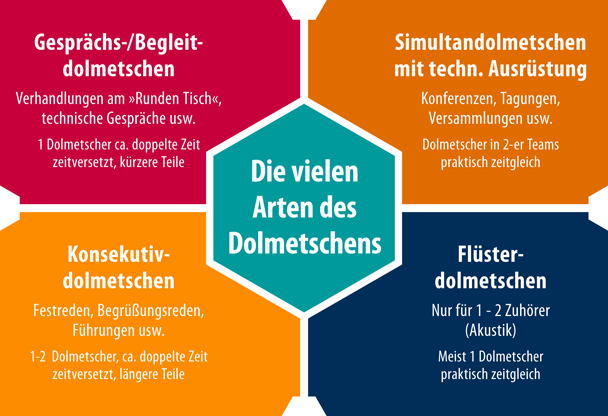 Gesprächs-/Begleit-
dolmetschen
Verhandlungen am »Runden Tisch«,
technische Gespräche usw.
1 Dolmetscher ca. doppelte Zeit
zeitversetzt, kürzere Teile
Simultandolmetschen
mit techn. Ausrüstung
Konferenzen, Tagungen,
Versammlungen usw.
Dolmetscher in 2-er Teams
praktisch zeitgleich
Die vielen
Arten des
Dolmetschens
Konsekutiv-
dolmetschen
Festreden, Begrüßungsreden,
Führungen usw.
1-2 Dolmetscher, ca. doppelte Zeit
zeitversetzt, längere Teile
Flüster-
dolmetschen
Nur für 1 - 2 Zuhörer
(Akustik)
Meist 1 Dolmetscher
praktisch zeitgleich